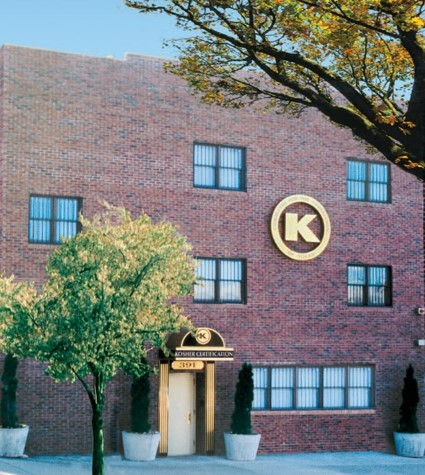 K
K
KOSHER CERTIFICATION
391